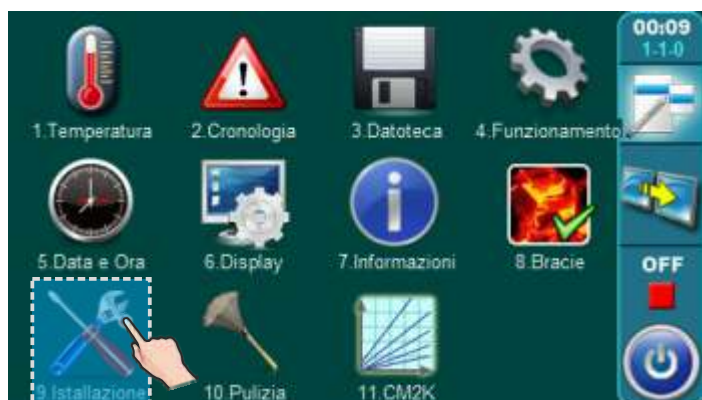 00:09
1-1-0
1.Temperatura
2.Cronologia
3.Datoteca
4.Funzionamento
5.Data e Ora
6.Display
7.Informazioni
8.Bracie
OFF
9.Istallazione
10.Pulizia
11.CM2K